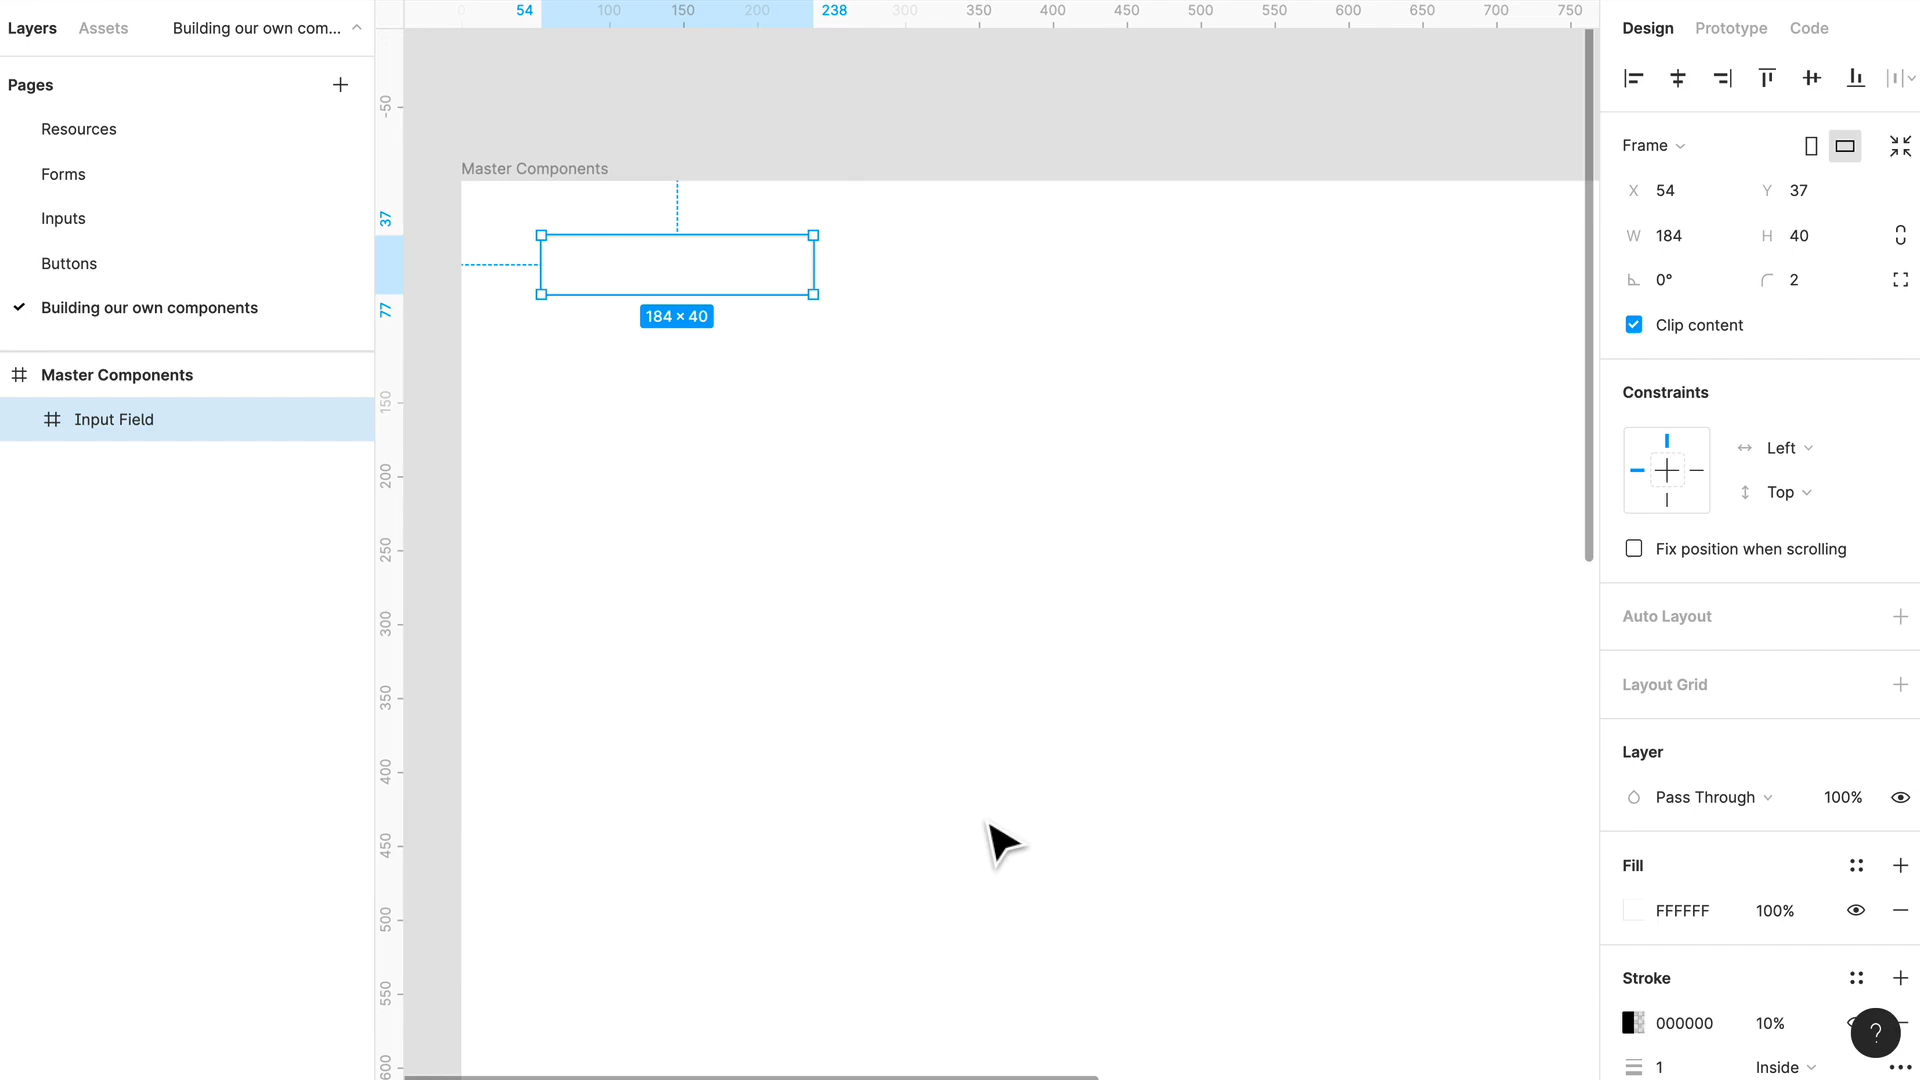 Layers Assets Building our own com...
Pages
Resources
Forms
Inputs
Buttons
Building our own components
Master Components
Input Field
0 54 100 150 200 238 300 350 400 450 500 550 600 650 700 750
-50
37
77
150
200
250
300
350
400
450
500
550
600
Master Components
184 × 40
Design Prototype Code
Frame
X 54 Y 37
W 184 H 40
0° 2
Clip content
Constraints
Left
Top
Fix position when scrolling
Auto Layout
Layout Grid
Layer
Pass Through 100%
Fill
FFFFFF 100%
Stroke
000000 10%
?
1 Inside